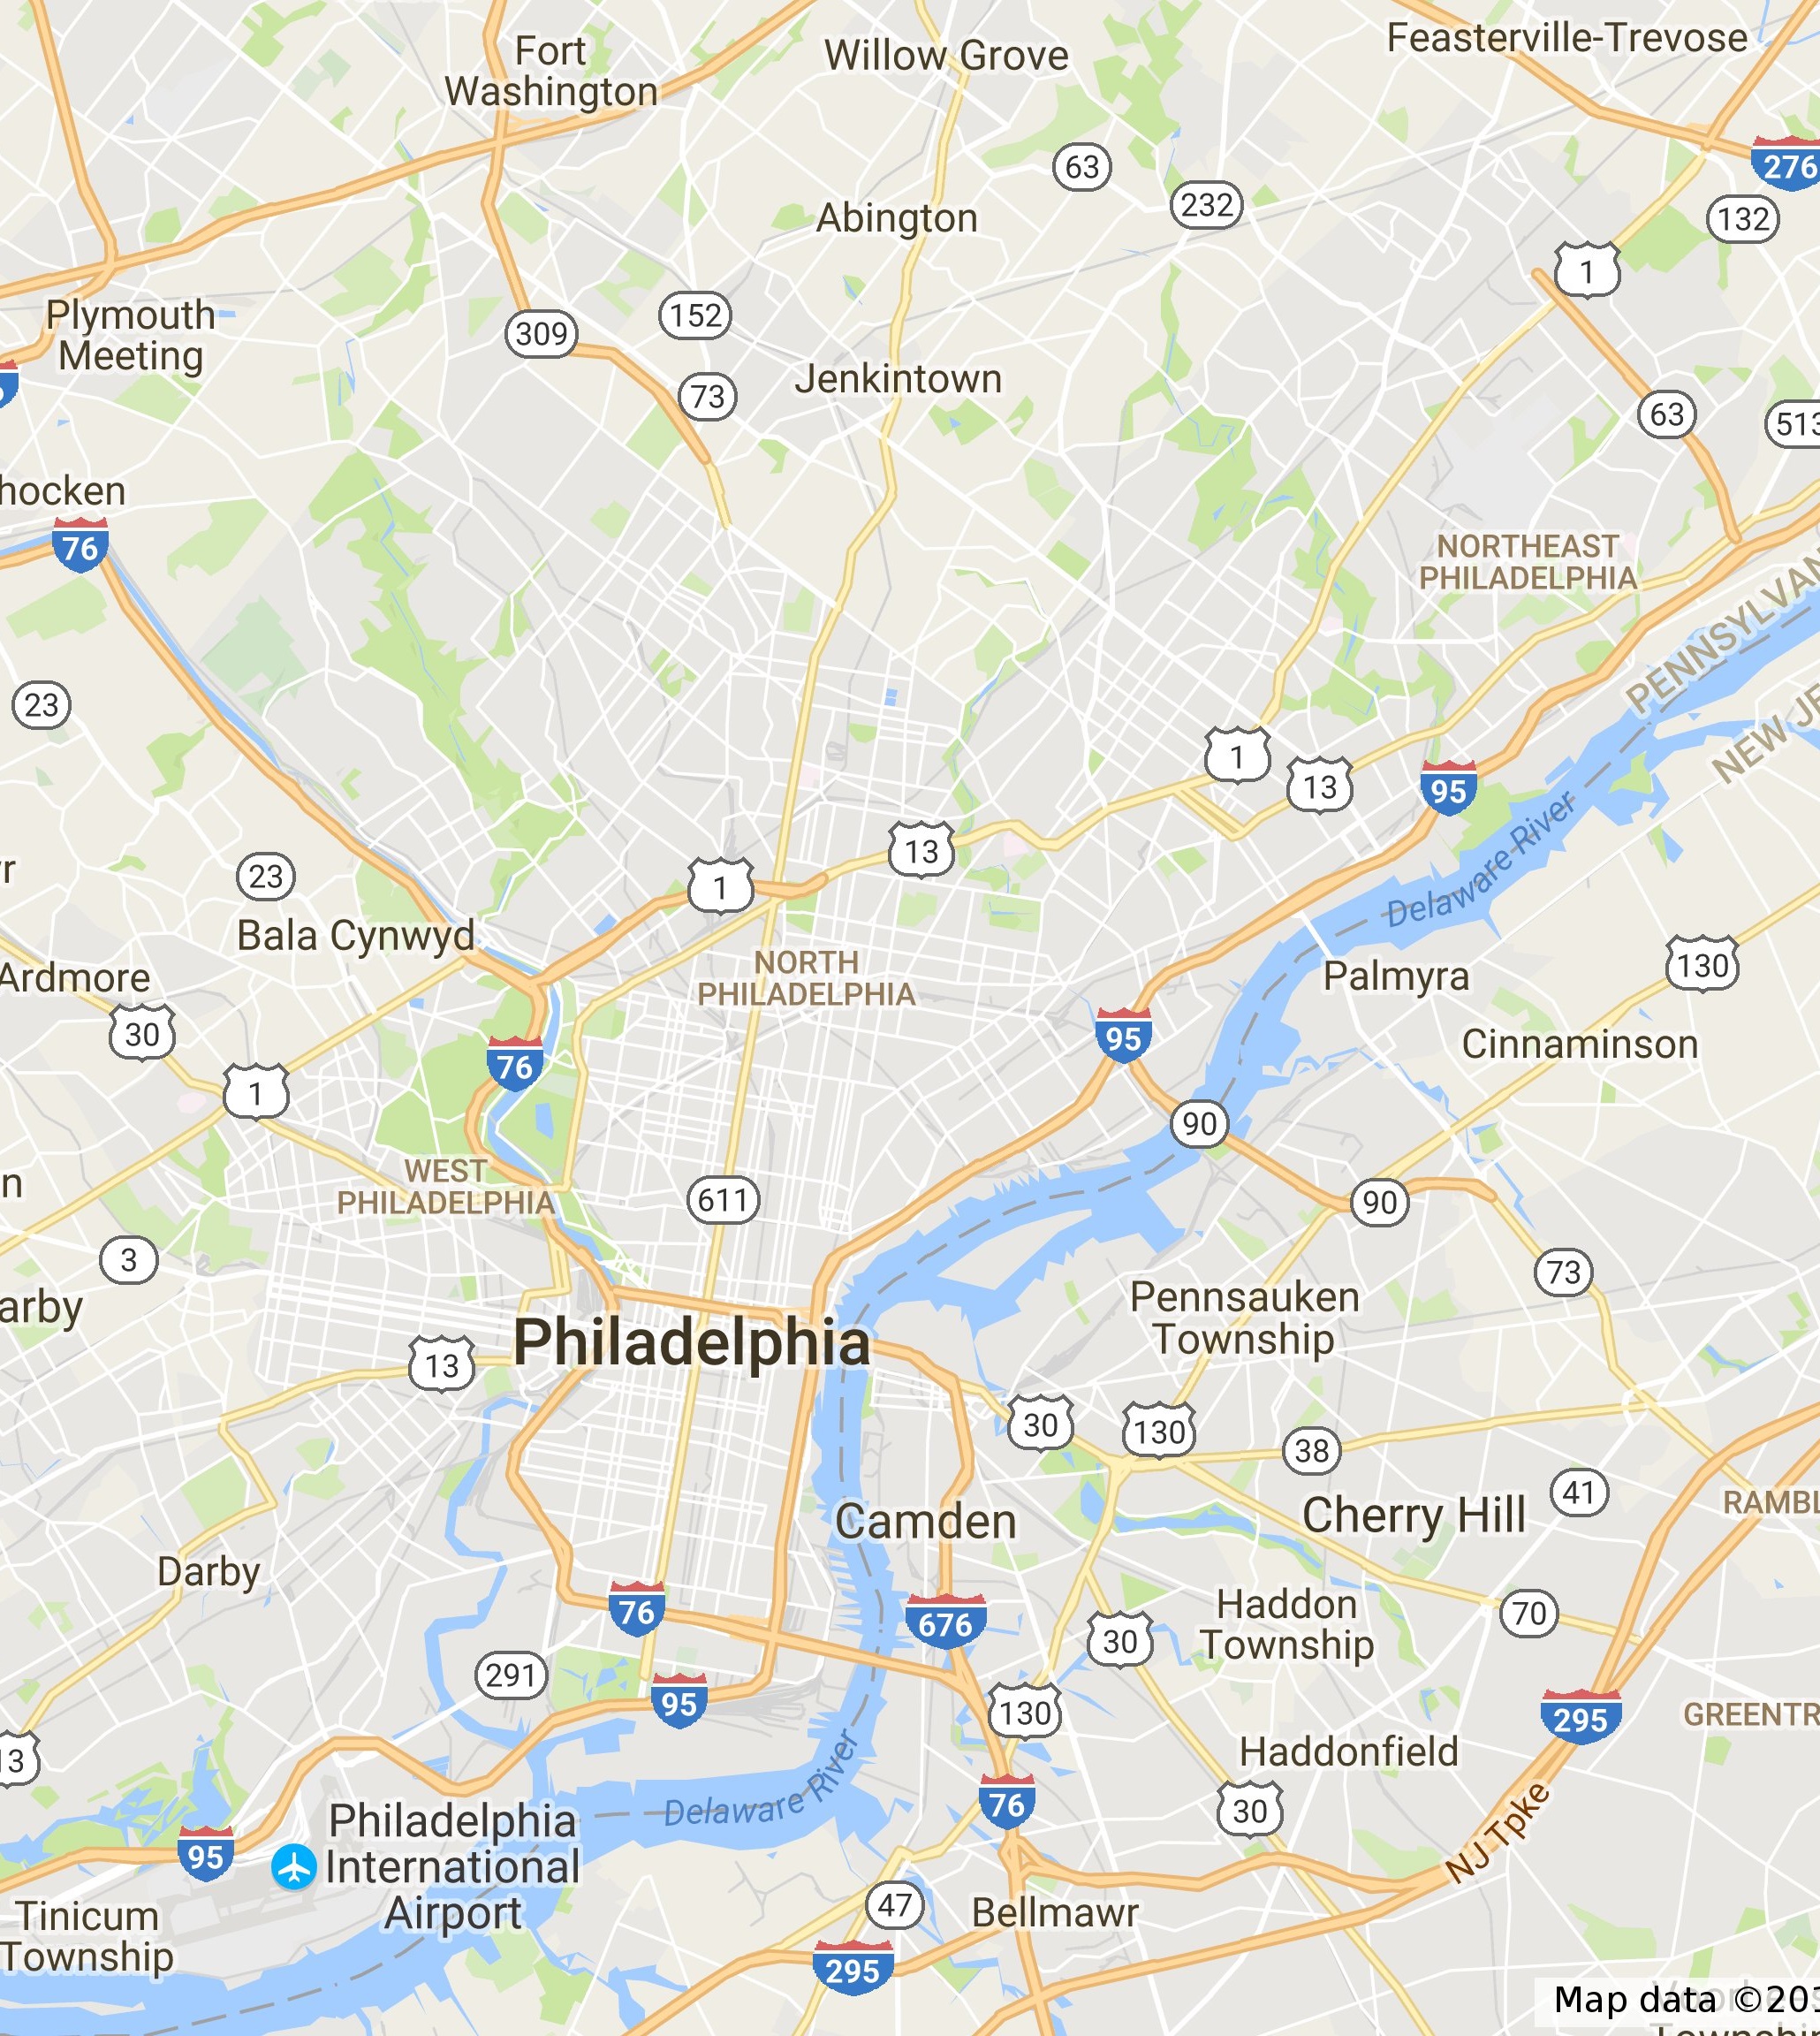 Fort
Washington
Willow Grove
Feasterville-Trevose
63
276
232
132
Abington
1
Plymouth
Meeting
309
152
Jenkintown
73
63
513
hocken
76
NORTHEAST
PHILADELPHIA
PENNSYLVAN
23
NEW JE
1
13
95
Delaware River
13
23
1
Bala Cynwyd
Ardmore
NORTH
PHILADELPHIA
130
Palmyra
30
95
Cinnaminson
76
1
90
WEST
PHILADELPHIA
n
611
90
3
73
arby
Pennsauken
Township
Philadelphia
13
30
130
38
41
RAMBL
Camden
Cherry Hill
Darby
76
676
Haddon
Township
70
30
291
95
130
295
GREENTR
13
Haddonfield
Delaware River
76
30
NJ Tpke
95
Philadelphia
International
Airport
47
Bellmawr
Tinicum
Township
295
Map data ©201